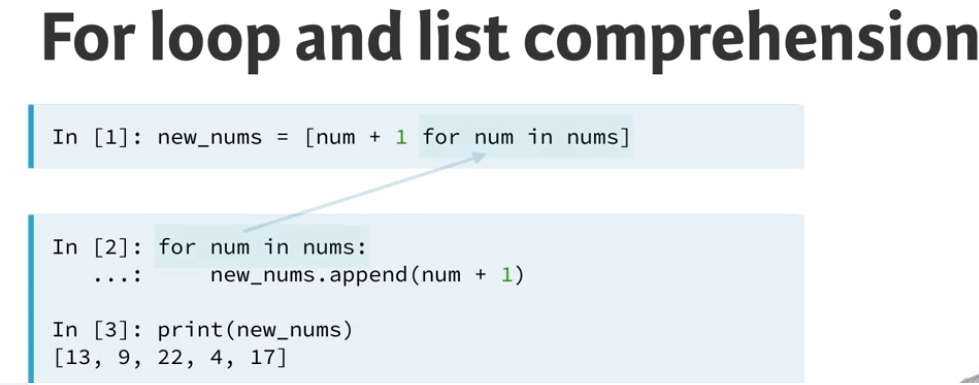 For loop and list comprehension
In [1]: new_nums = [num + 1 for num in nums]
In [2]: for num in nums:
...: new_nums.append(num + 1)
In [3]: print(new_nums)
[13, 9, 22, 4, 17]